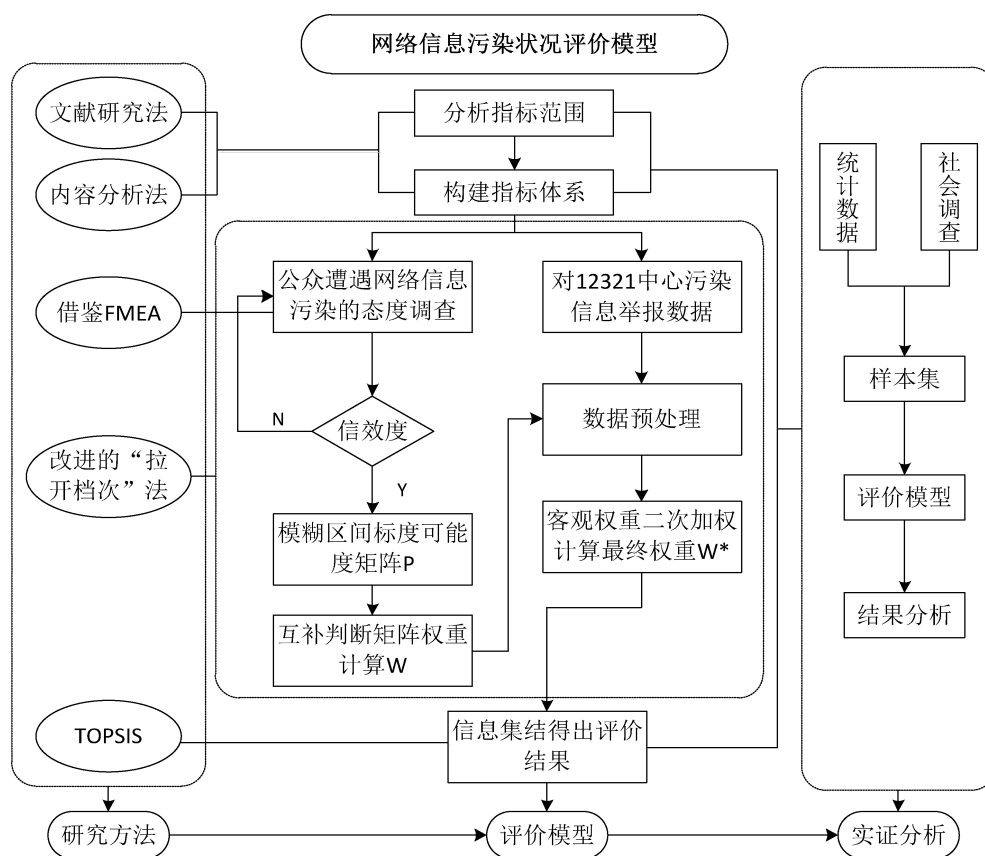 网络信息污染状况评价模型
文献研究法
内容分析法
借鉴FMEA
改进的“拉
开档次”法
TOPSIS
研究方法
分析指标范围
构建指标体系
公众遭遇网络信息
污染的态度调查
信效度
N
Y
模糊区间标度可能
度矩阵P
互补判断矩阵权重
计算W
对12321中心污染
信息举报数据
数据预处理
客观权重二次加权
计算最终权重W*
信息集结得出评价
结果
评价模型
统计数据
社会调查
样本集
评价模型
结果分析
实证分析